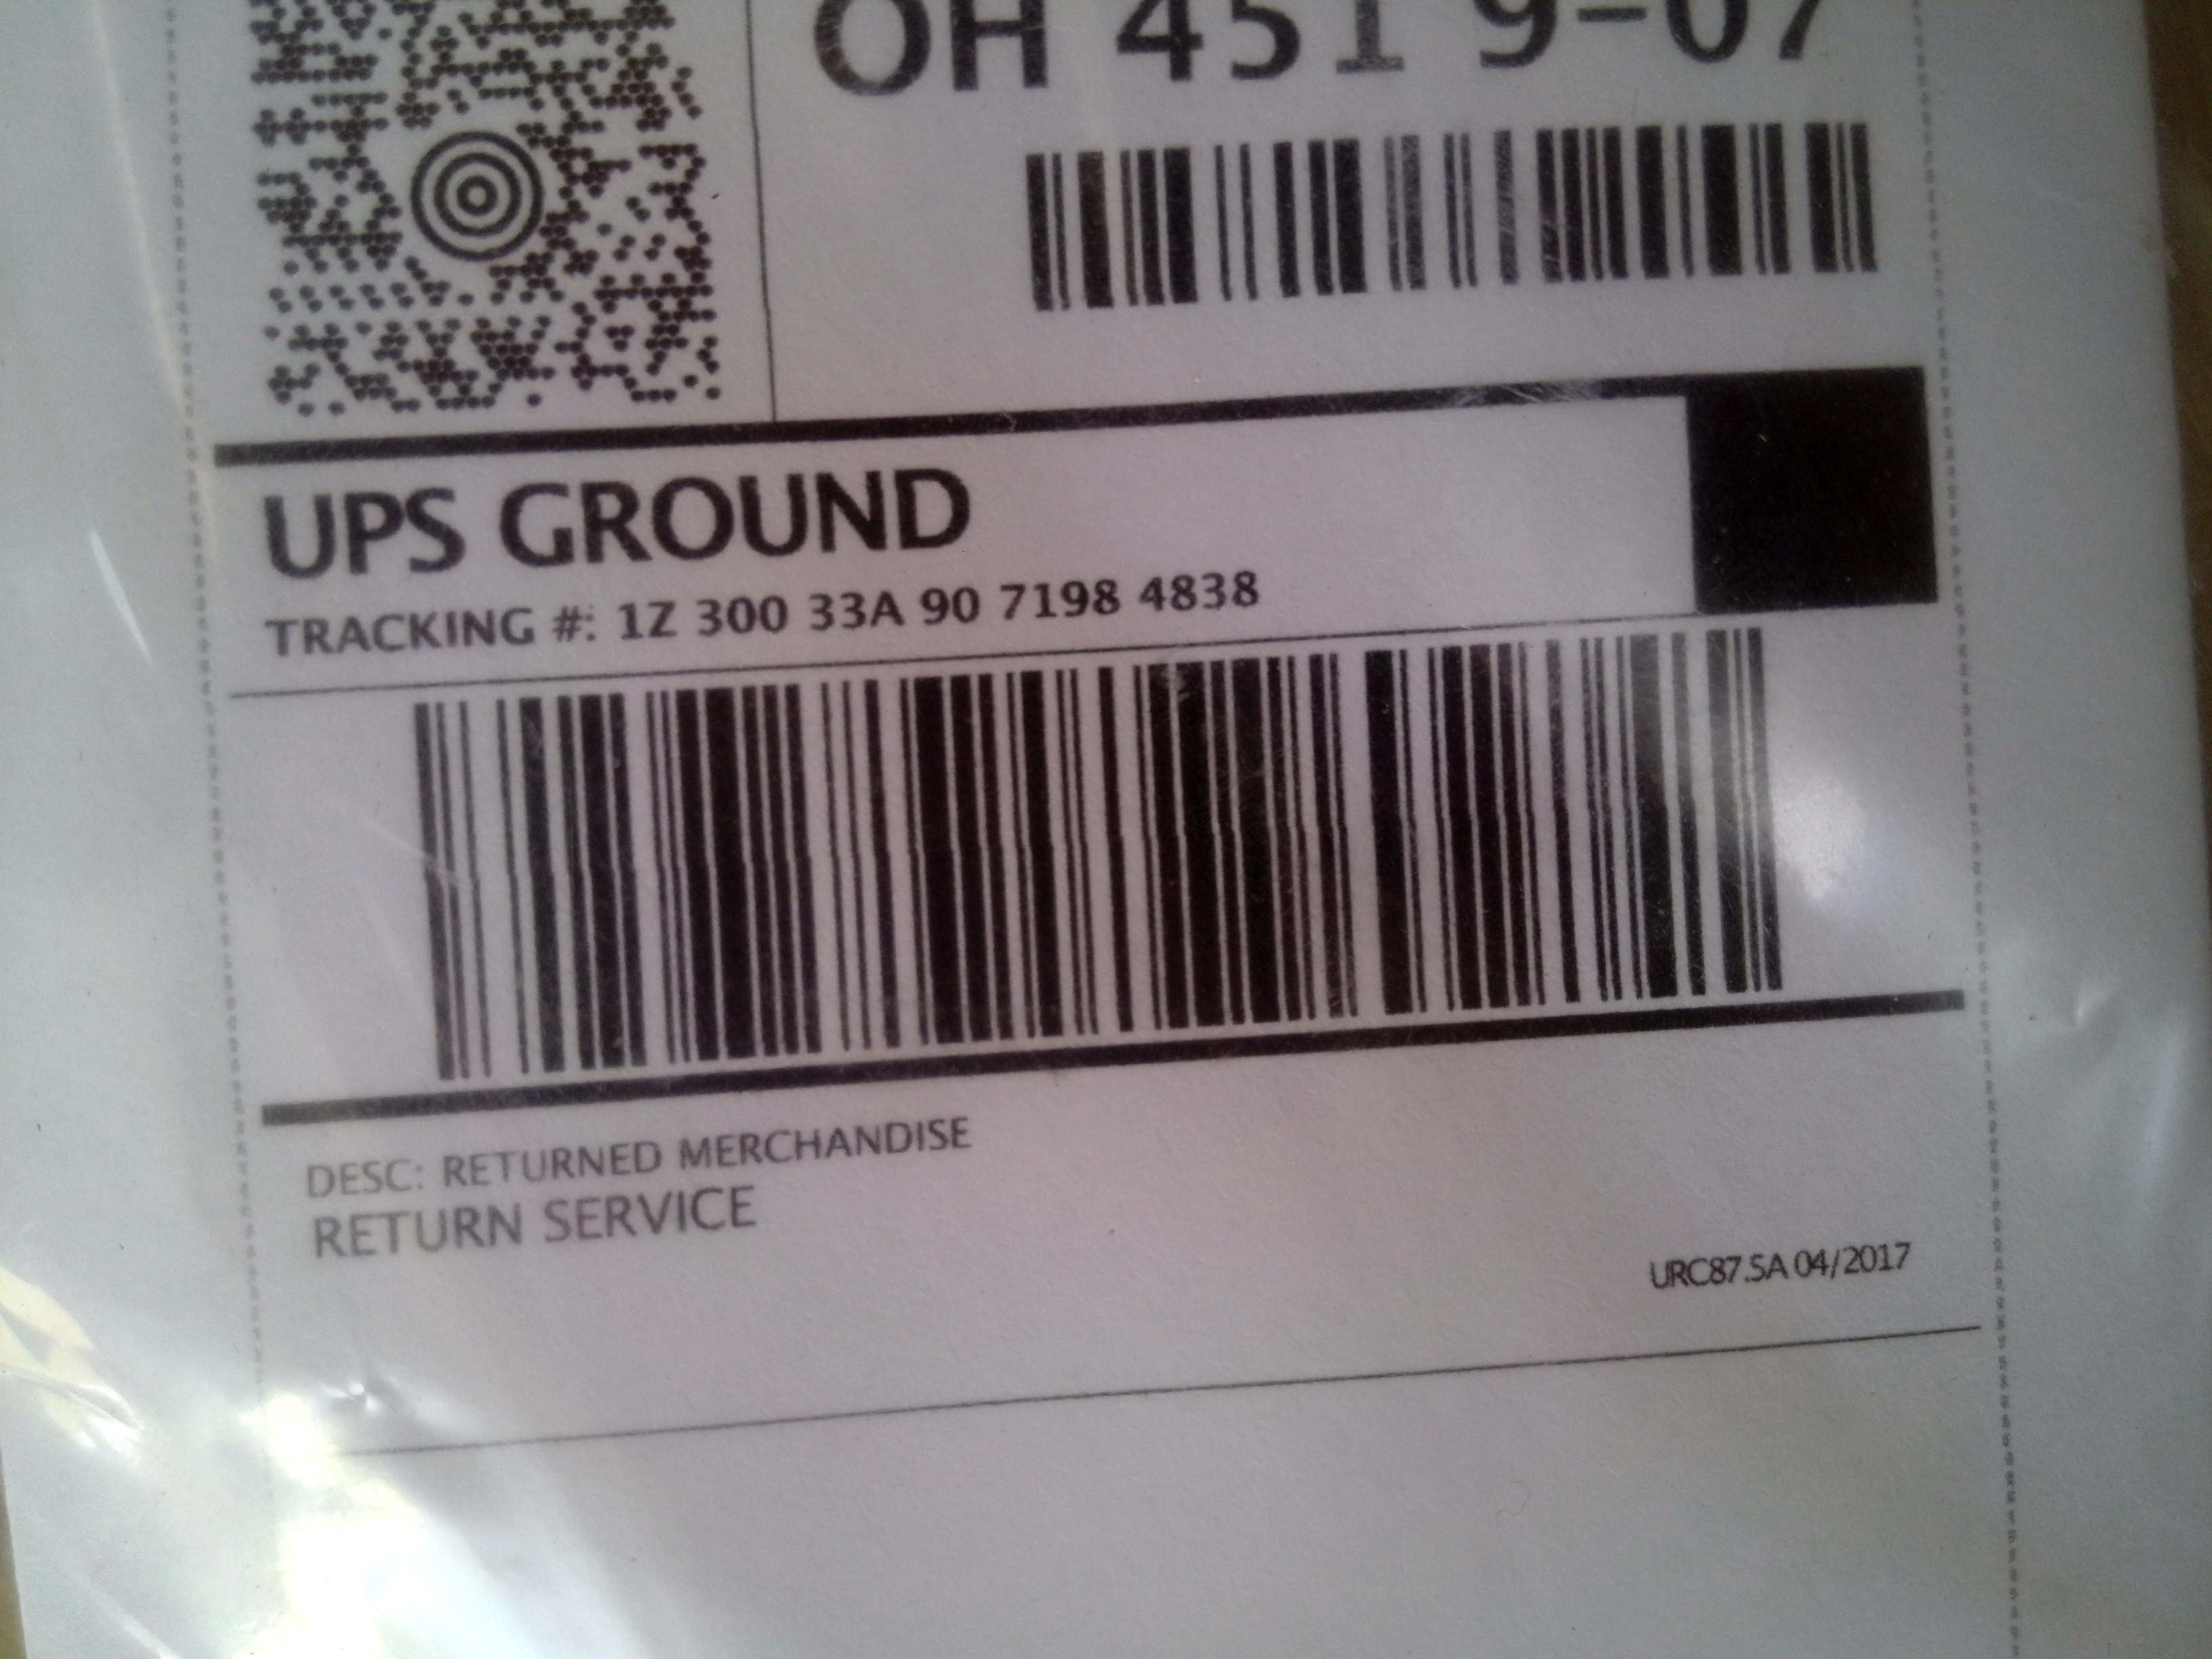 OH 451 9-07
UPS GROUND
TRACKING #: 1Z 300 33A 90 7198 4838
DESC: RETURNED MERCHANDISE
RETURN SERVICE
URC87.5A 04/2017